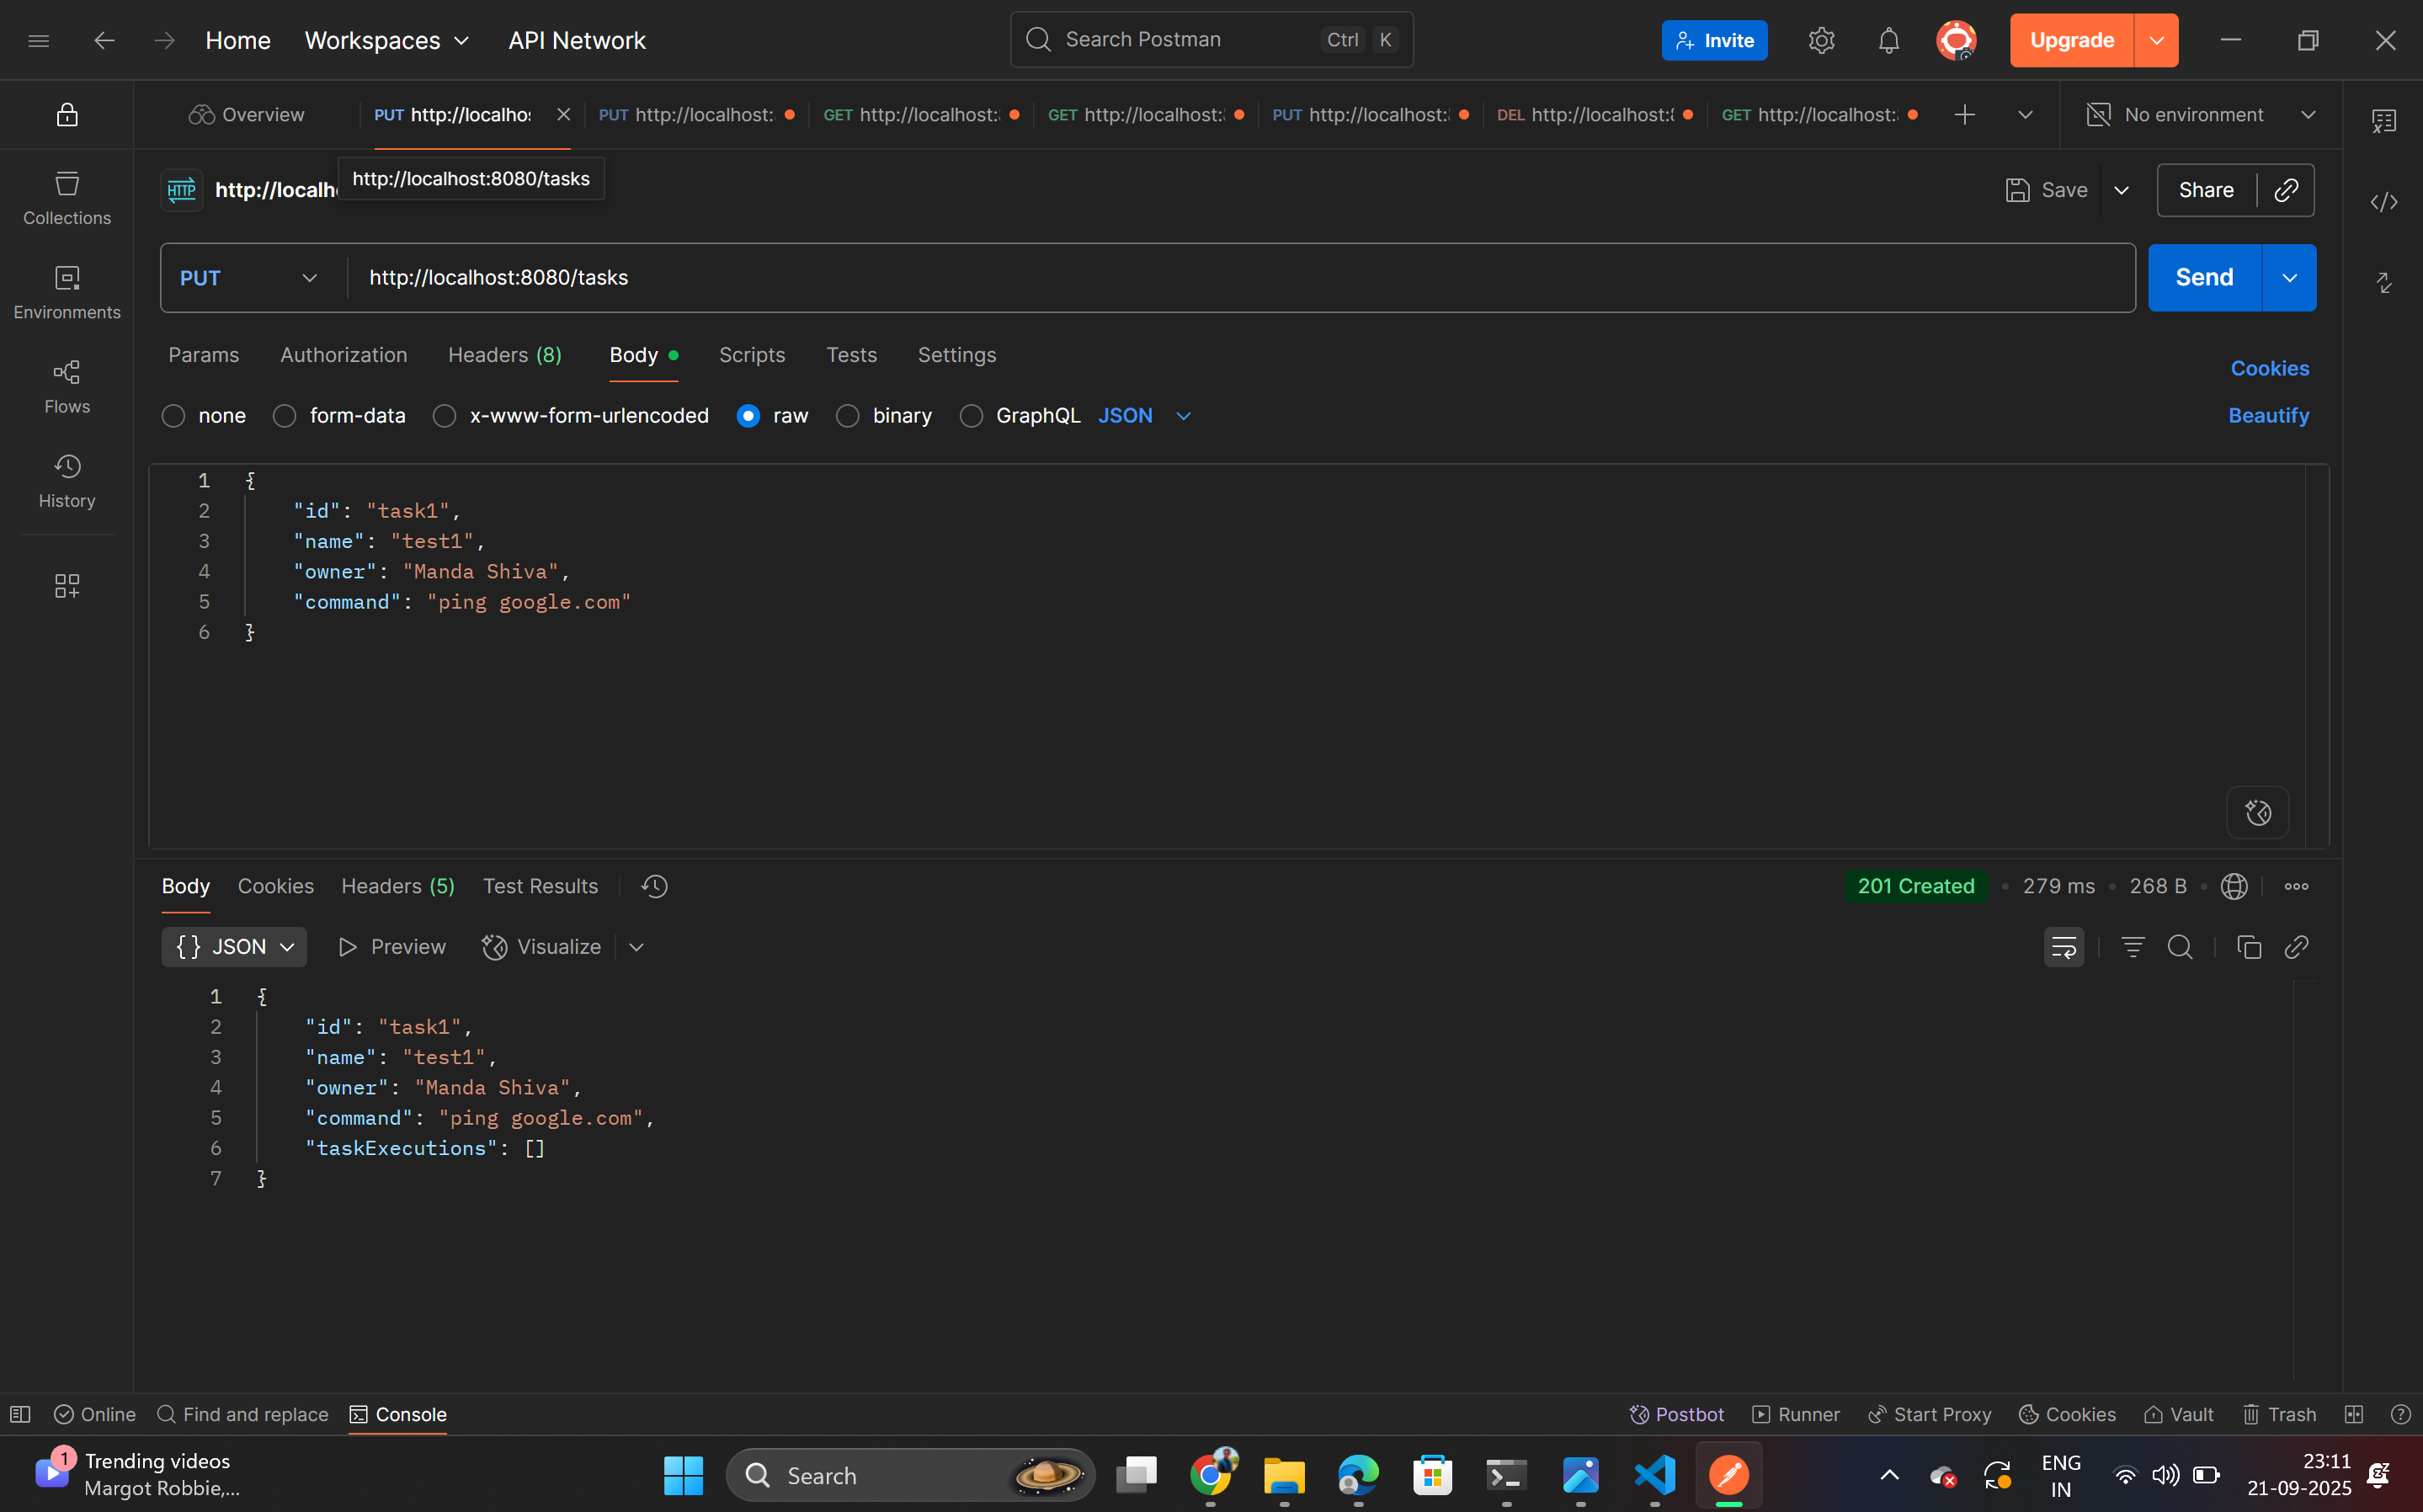 Home Workspaces API Network Search Postman Ctrl K Invite Upgrade
Overview PUT http://localhos PUT http://localhost: GET http://localhost: GET http://localhost: PUT http://localhost: DEL http://localhost: GET http://localhost: No environment
HTTP http://localh Save Share
http://localhost:8080/tasks
PUT http://localhost:8080/tasks Send
Collections
Environments
Flows
History
Params Authorization Headers (8) Body Scripts Tests Settings Cookies
none form-data x-www-form-urlencoded raw binary GraphQL JSON Beautify
1 {
2 "id": "task1",
3 "name": "test1",
4 "owner": "Manda Shiva",
5 "command": "ping google.com"
6 }
Body Cookies Headers (5) Test Results 201 Created • 279 ms • 268 B •
{} JSON Preview Visualize
1 {
2 "id": "task1",
3 "name": "test1",
4 "owner": "Manda Shiva",
5 "command": "ping google.com",
6 "taskExecutions": []
7 }
Online Find and replace Console Postbot Runner Start Proxy Cookies Vault Trash
1 Trending videos
Margot Robbie,...
Search
ENG
IN
23:11
21-09-2025